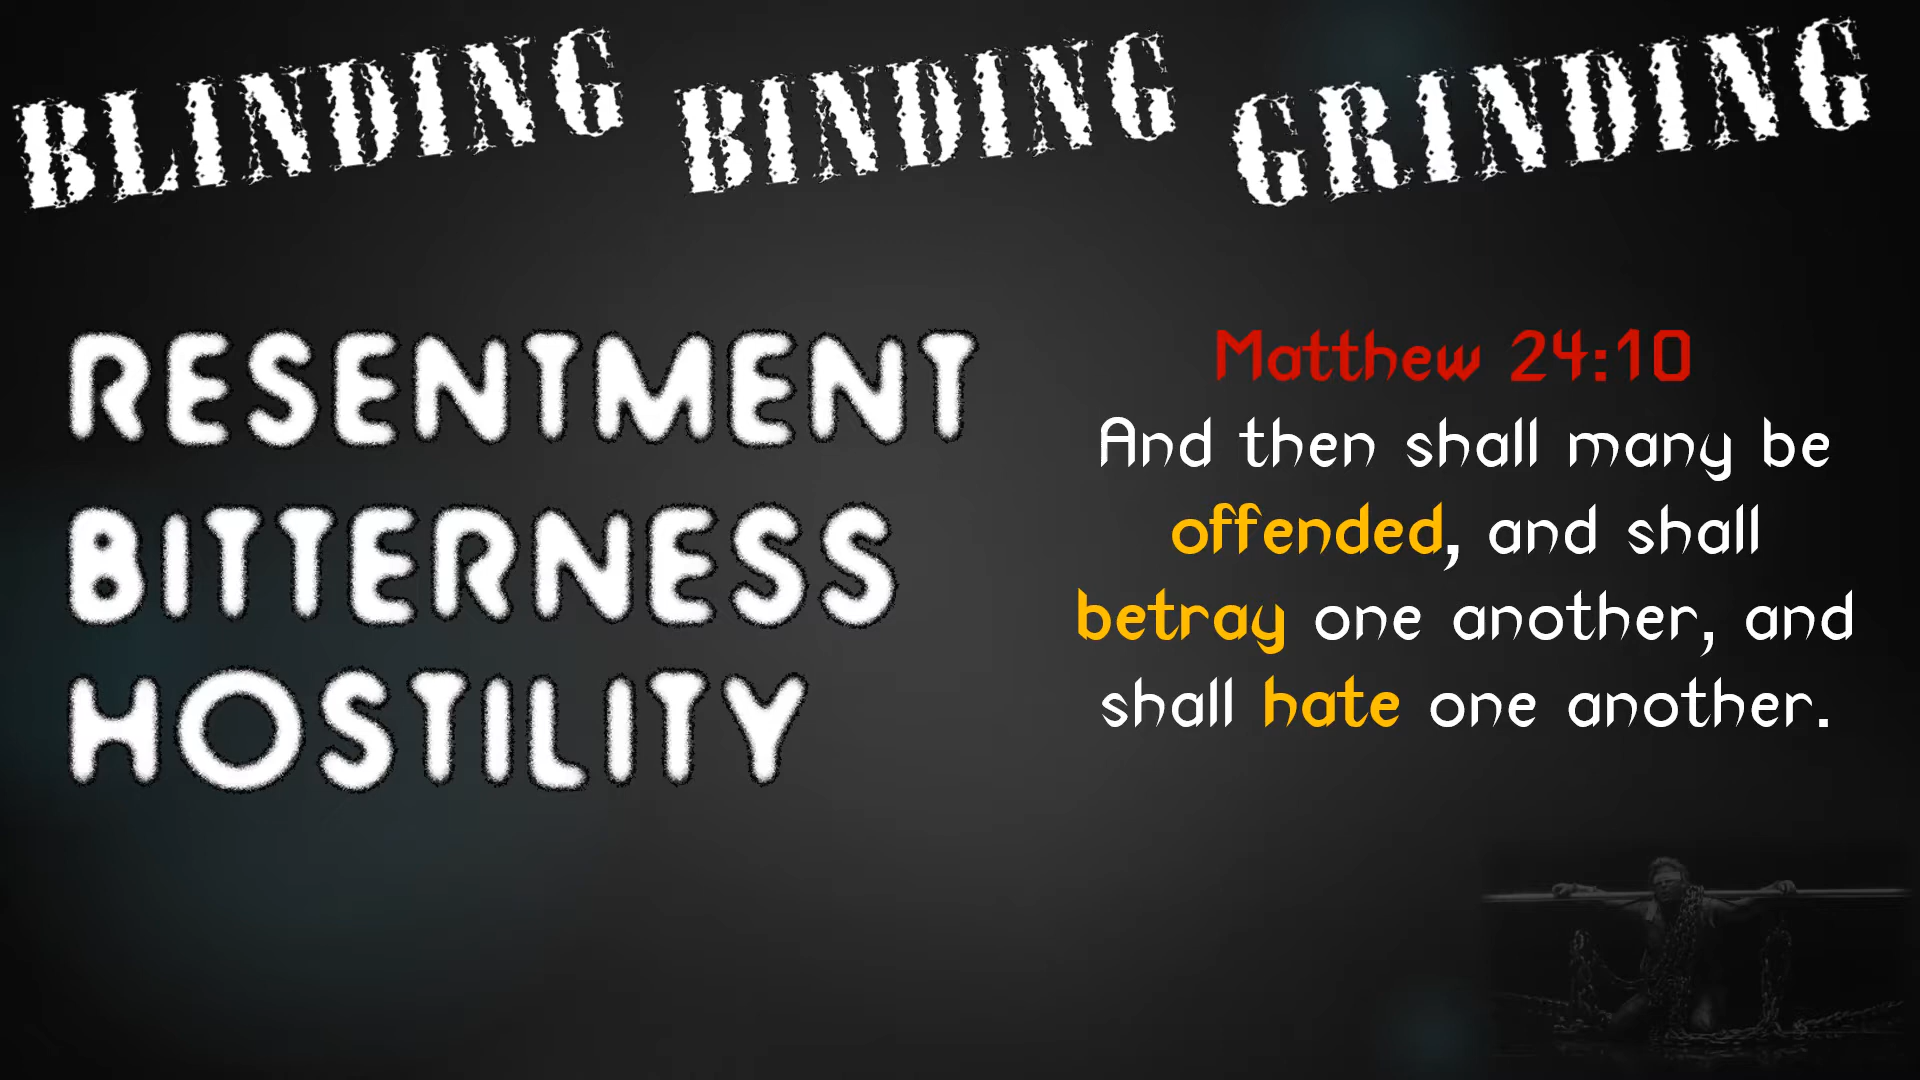 BLINDING BINDING GRINDING
RESENTMENT
BITTERNESS
HOSTILITY
Matthew 24:10
And then shall many be
offended, and shall
betray one another, and
shall hate one another.